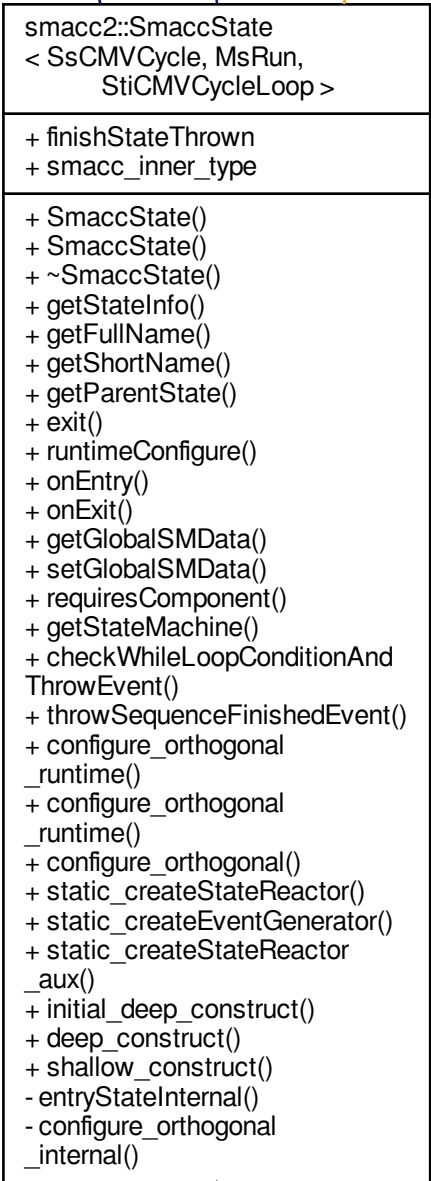 smacc2::SmaccState
< SsCMVCycle, MsRun,
StiCMVCycleLoop >
+ finishStateThrown
+ smacc_inner_type
+ SmaccState()
+ SmaccState()
+ ~SmaccState()
+ getStateInfo()
+ getFullName()
+ getShortName()
+ getParentState()
+ exit()
+ runtimeConfigure()
+ onEntry()
+ onExit()
+ getGlobalSMData()
+ setGlobalSMData()
+ requiresComponent()
+ getStateMachine()
+ checkWhileLoopConditionAnd
ThrowEvent()
+ throwSequenceFinishedEvent()
+ configure_orthogonal
_runtime()
+ configure_orthogonal
_runtime()
+ configure_orthogonal()
+ static_createStateReactor()
+ static_createEventGenerator()
+ static_createStateReactor
_aux()
+ initial_deep_construct()
+ deep_construct()
+ shallow_construct()
- entryStateInternal()
- configure_orthogonal
_internal()